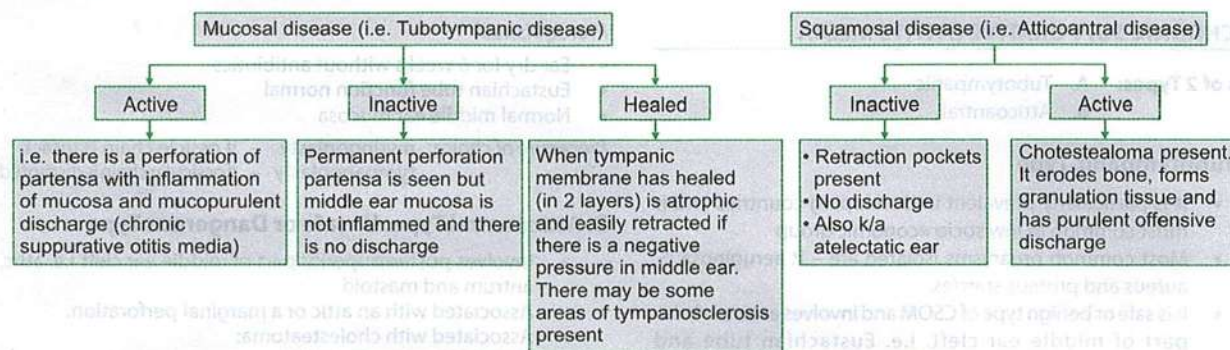 Mucosal disease (i.e. Tubotympanic disease)
Active
i.e. there is a perforation of
partensa with inflammation
of mucosa and mucopurulent
discharge (chronic
suppurative otitis media)
Inactive
Permanent perforation
partensa is seen but
middle ear mucosa is
not inflammed and there
is no discharge
Healed
When tympanic
membrane has healed
(in 2 layers) is atrophic
and easily retracted if
there is a negative
pressure in middle ear.
There may be some
areas of tympanosclerosis
present
Squamosal disease (i.e. Atticoantral disease)
Inactive
• Retraction pockets
present
• No discharge
• Also k/a
atelectatic ear
Active
Chotestealoma present.
It erodes bone, forms
granulation tissue and
has purulent offensive
discharge